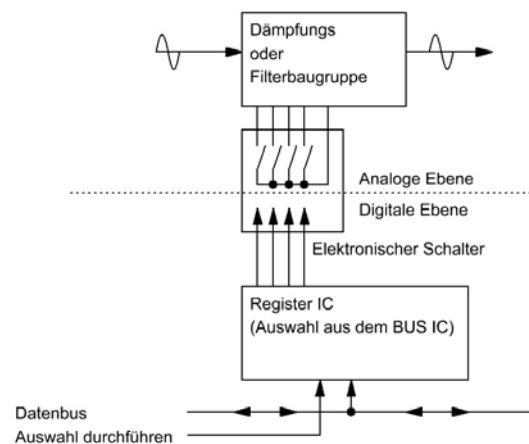 Dämpfungs
oder
Filterbaugruppe
Analoge Ebene
Digitale Ebene
Elektronischer Schalter
Register IC
(Auswahl aus dem BUS IC)
Datenbus
Auswahl durchführen